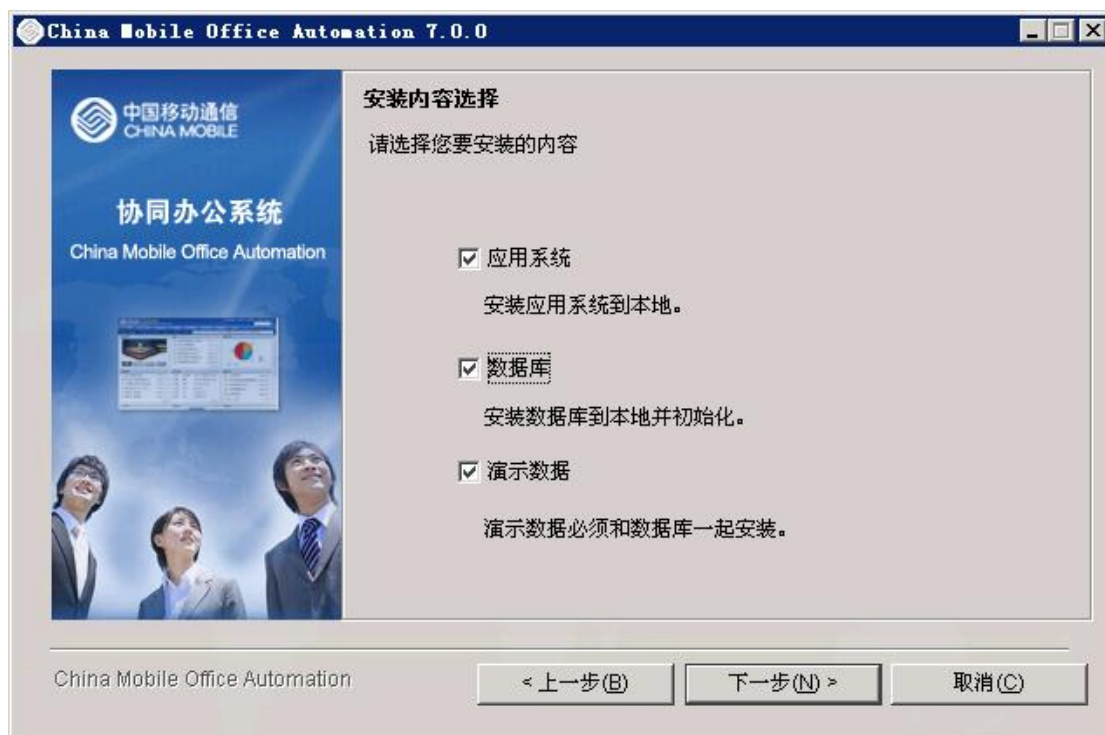 China Mobile Office Automation 7.0.0
中国移动通信
CHINA MOBILE
协同办公系统
China Mobile Office Automation
安装内容选择
请选择您要安装的内容
应用系统
安装应用系统到本地。
数据库
安装数据库到本地并初始化。
演示数据
演示数据必须和数据库一起安装。
China Mobile Office Automation
<上一步(B)
下一步(N)>
取消(C)